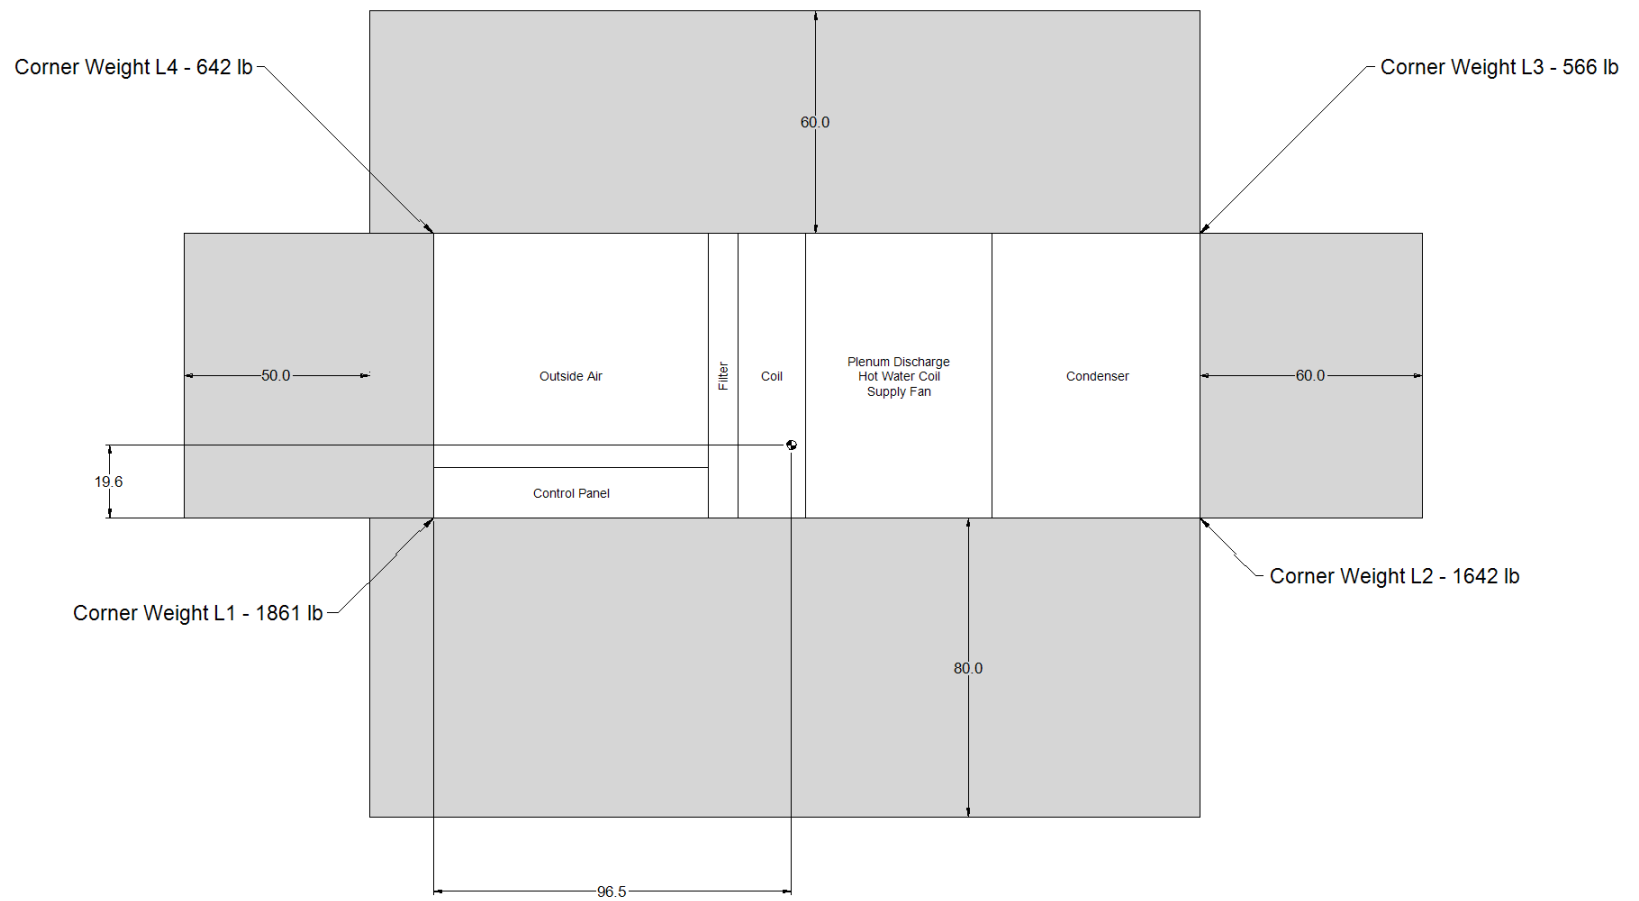 Corner Weight L4 - 642 lb
Corner Weight L3 - 566 lb
60.0
50.0
Outside Air
Filter
Coil
Plenum Discharge
Hot Water Coil
Supply Fan
Condenser
60.0
19.6
Control Panel
Corner Weight L2 - 1642 lb
Corner Weight L1 - 1861 lb
80.0
96.5